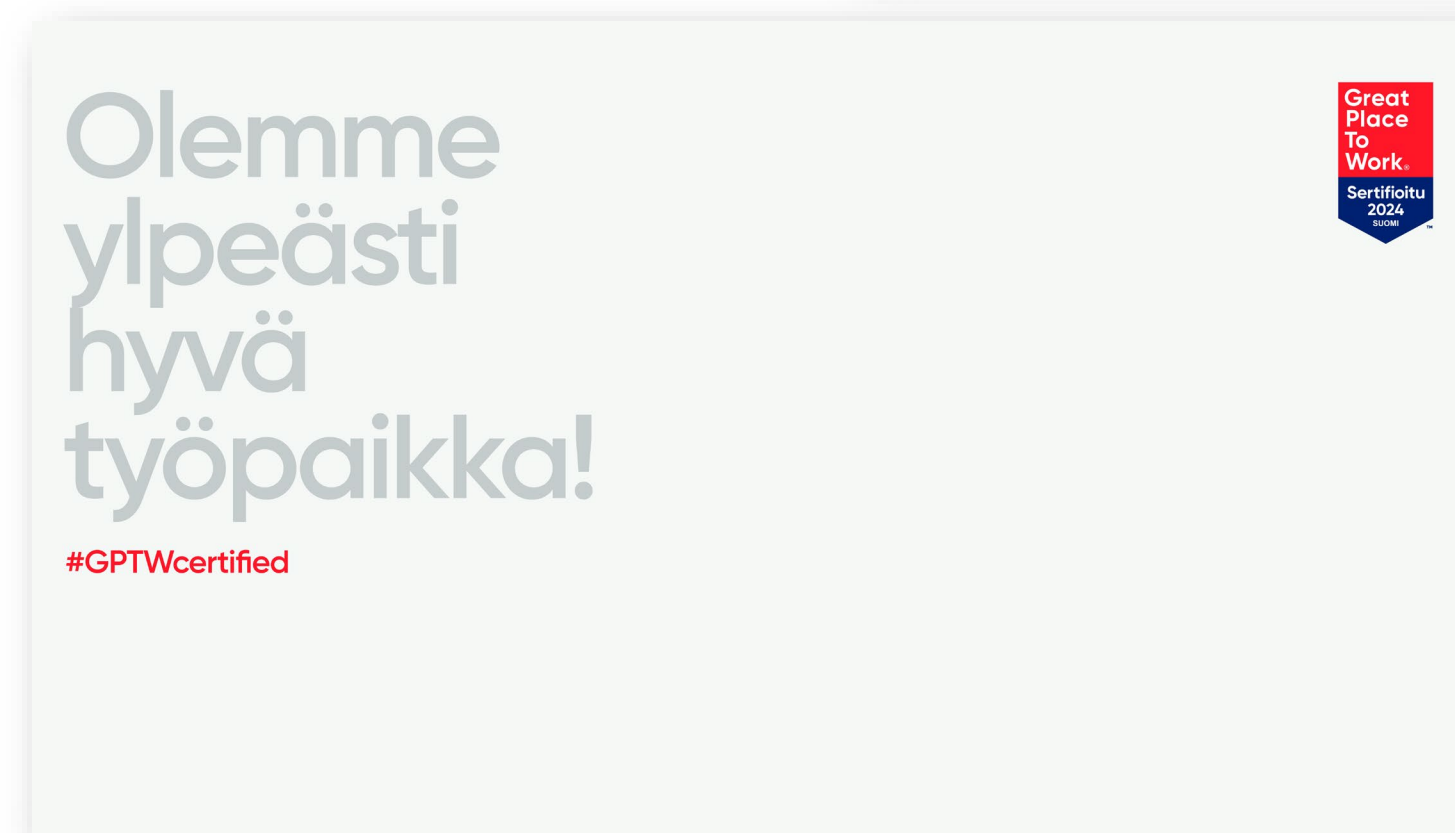 Olemme
ylpeästi
hyvä
työpaikka!
#GPTWcertified
Great
Place
To
Work®
Sertifioitu
2024
SUOMI
™